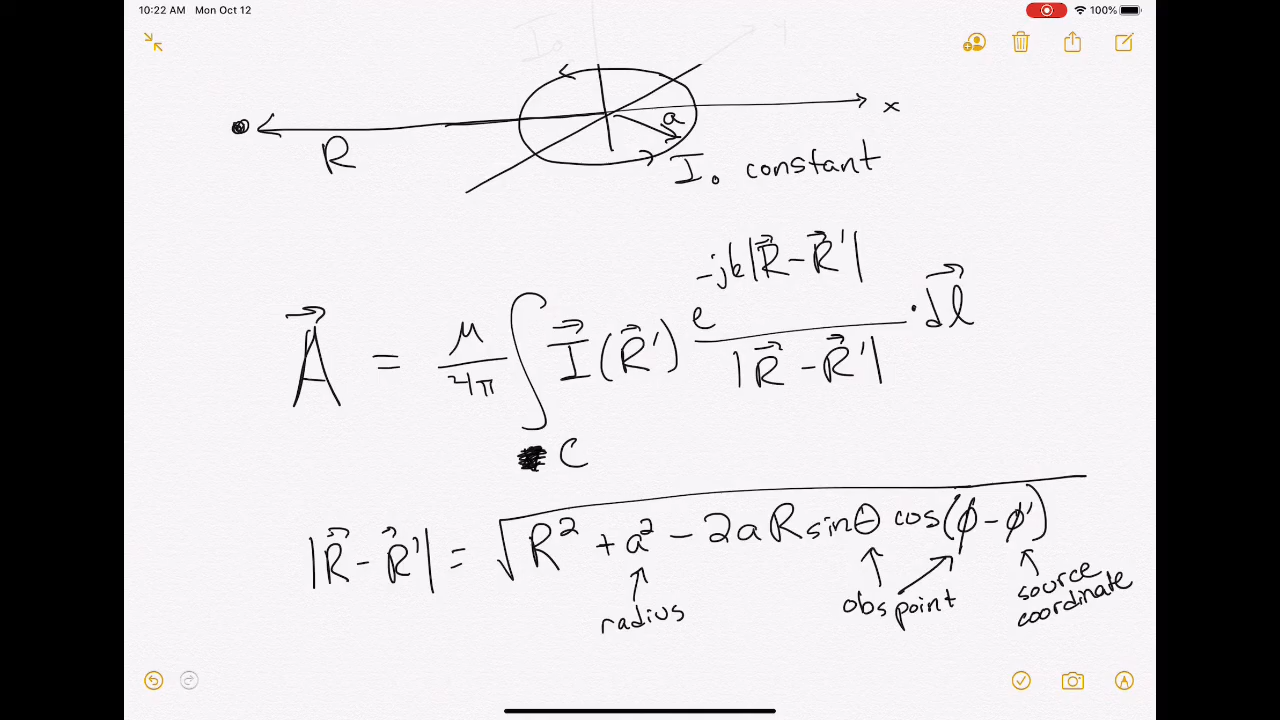 10:22 AM Mon Oct 12 100%
a x
R
I₀ constant
A⃗ = μ/4π ∫_C I⃗(R⃗') e^(-jk|R⃗-R⃗'|) / |R⃗-R⃗'| · dl⃗
|R⃗-R⃗'| = √(R² + a² - 2aR sinθ cos(ϕ-ϕ'))
radius obs point source
coordinate